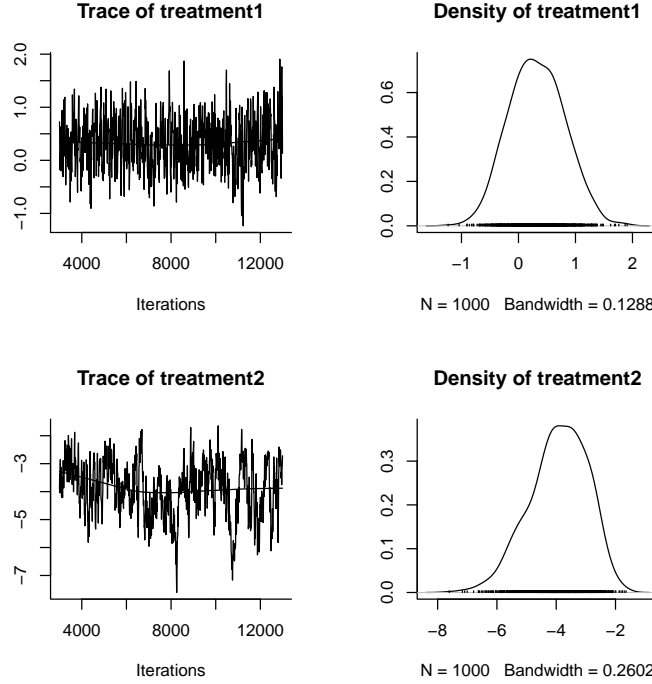 Trace of treatment1
Density of treatment1
2.0
1.0
0.0
−1.0
4000 8000 12000
Iterations
0.6
0.4
0.2
0.0
−1 0 1 2
N = 1000 Bandwidth = 0.1288
Trace of treatment2
Density of treatment2
−3
−5
−7
4000 8000 12000
Iterations
0.3
0.2
0.1
0.0
−8 −6 −4 −2
N = 1000 Bandwidth = 0.2602